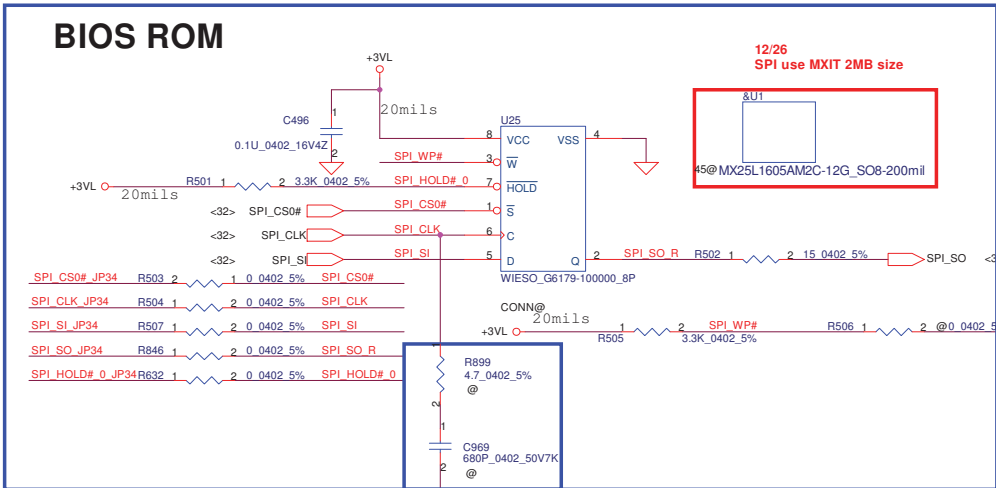 BIOS ROM
12/26
SPI use MXIT 2MB size
+3VL
20mils
&U1
45@ MX25L1605AM2C-12G_SO8-200mil
C496
0.1U_0402_16V4Z
1
2
U25
8 VCC
VSS 4
SPI_WP# 3 W
+3VL 20mils R501 1 2 3.3K_0402_5% SPI_HOLD#_0 7 HOLD
<32> SPI_CS0# SPI_CS0# 1 S
<32> SPI_CLK SPI_CLK 6 C
<32> SPI_SI SPI_SI 5 D
Q 2 SPI_SO_R R502 1 2 15_0402_5% SPI_SO
WIESO_G6179-100000_8P
CONN@
SPI_CS0#_JP34 R503 2 1 0_0402_5% SPI_CS0#
SPI_CLK_JP34 R504 1 2 0_0402_5% SPI_CLK
SPI_SI_JP34 R507 1 2 0_0402_5% SPI_SI
SPI_SO_JP34 R846 1 2 0_0402_5% SPI_SO_R
SPI_HOLD#_0_JP34 R632 1 2 0_0402_5% SPI_HOLD#_0
+3VL 20mils R505 1 2 3.3K_0402_5% SPI_WP# R506 1 2 @0_0402_5
1
R899
4.7_0402_5%
@
2
1
C969
680P_0402_50V7K
2
@